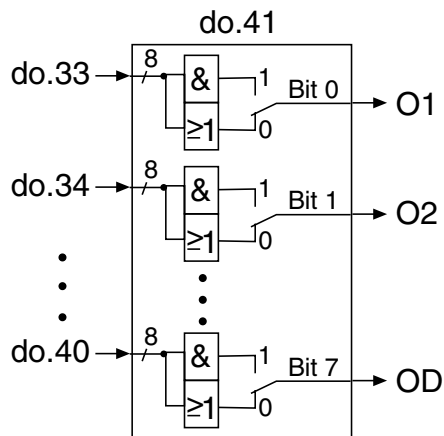 do.41
do.33 8 & 1 Bit 0 O1
≥1 0
do.34 8 & 1 Bit 1 O2
≥1 0
do.40 8 & 1 Bit 7 OD
≥1 0